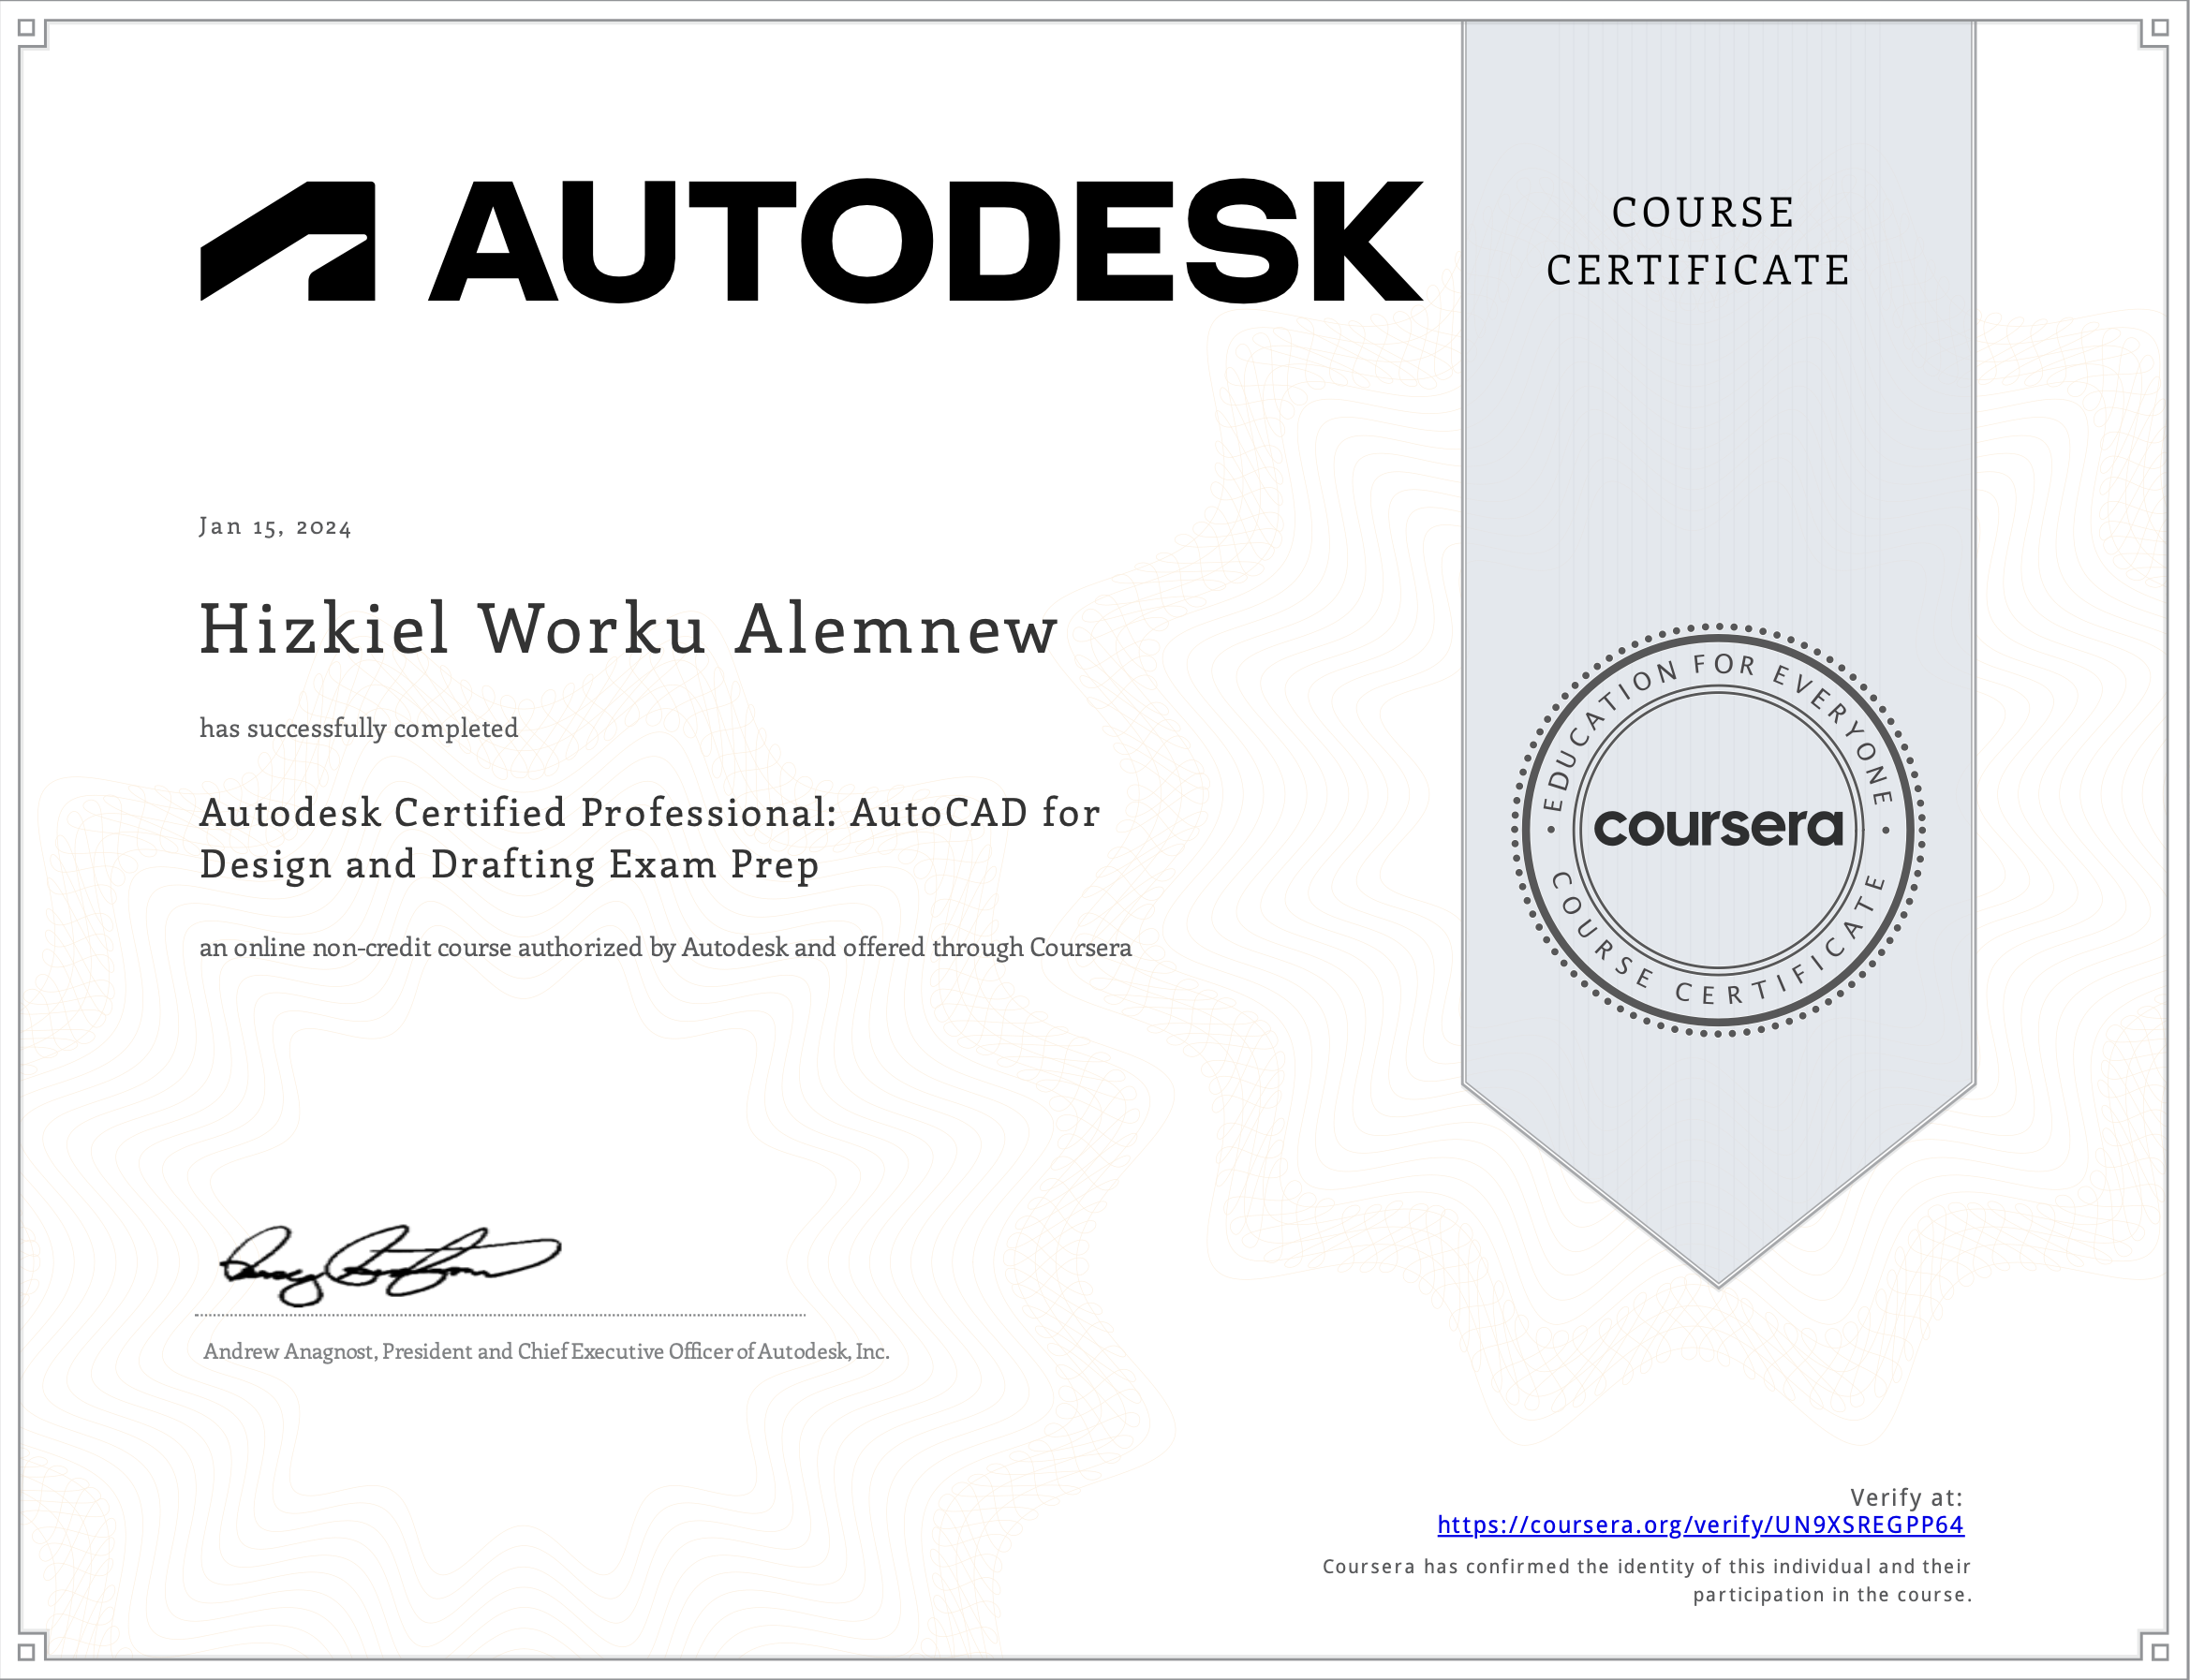 AUTODESK
COURSE
CERTIFICATE
Jan 15, 2024
Hizkiel Worku Alemnew
has successfully completed
Autodesk Certified Professional: AutoCAD for
Design and Drafting Exam Prep
an online non-credit course authorized by Autodesk and offered through Coursera
EDUCATION FOR EVERYONE
coursera
COURSE CERTIFICATE
Andrew Anagnost, President and Chief Executive Officer of Autodesk, Inc.
Verify at:
https://coursera.org/verify/UN9XSREGPP64
Coursera has confirmed the identity of this individual and their
participation in the course.